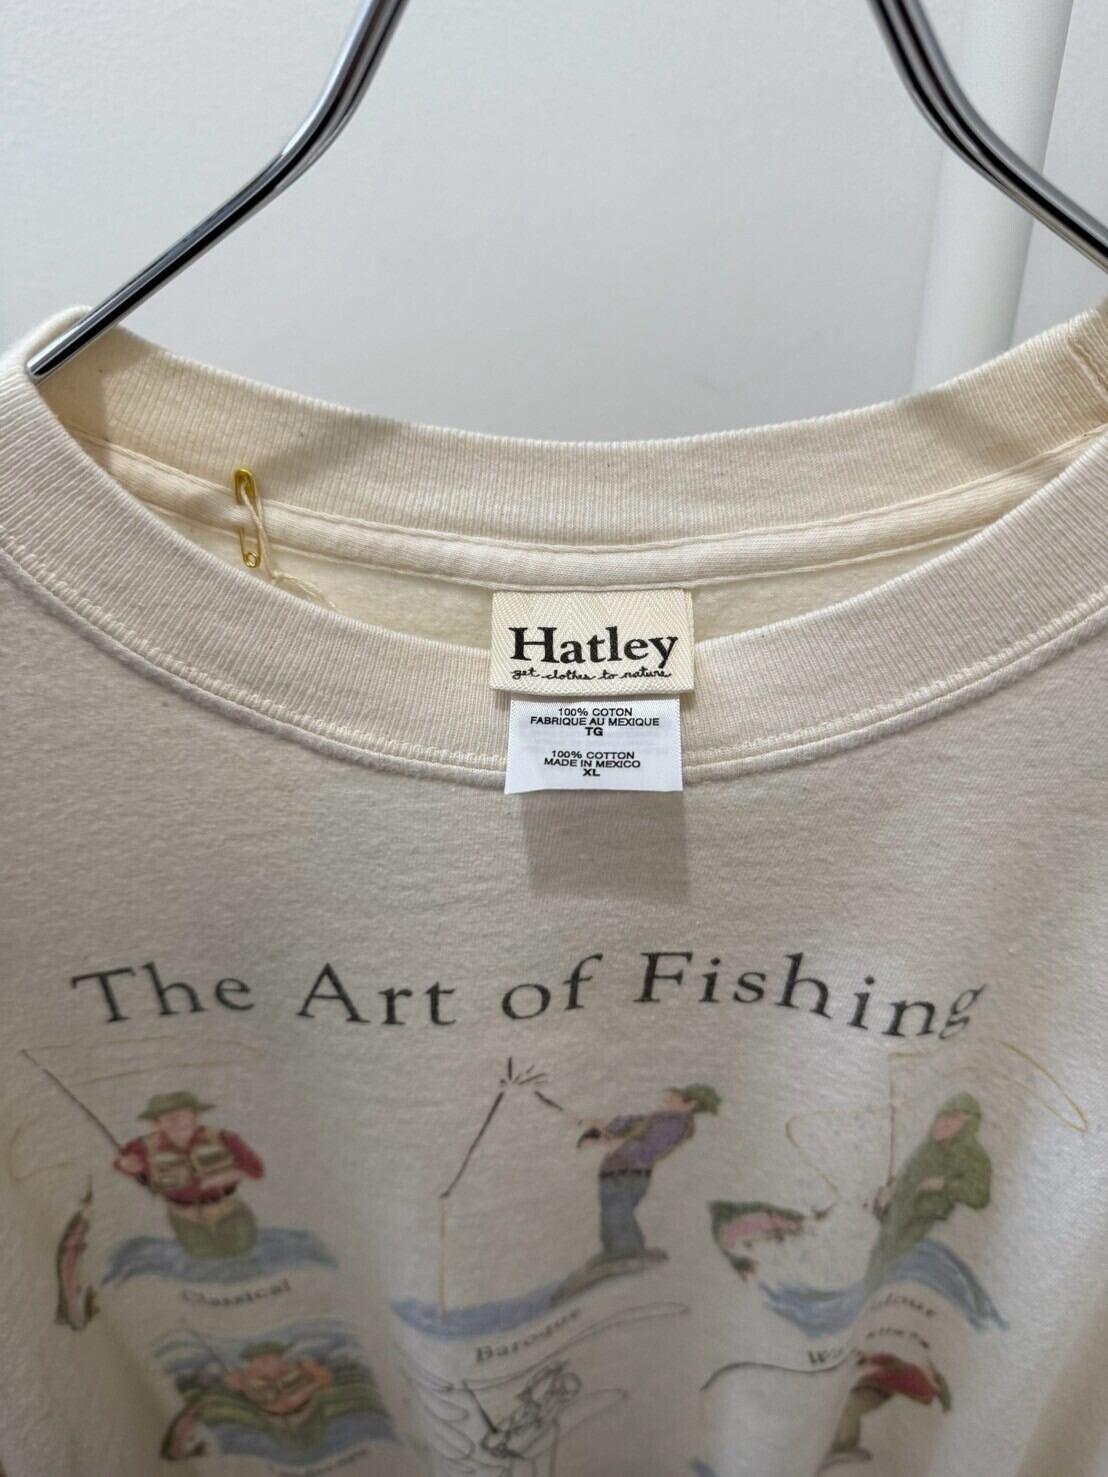 Hatley
get clothes to nature
100% COTON
FABRIQUE AU MEXIQUE
TG
100% COTTON
MADE IN MEXICO
XL
The Art of Fishing
Classical
Baroque